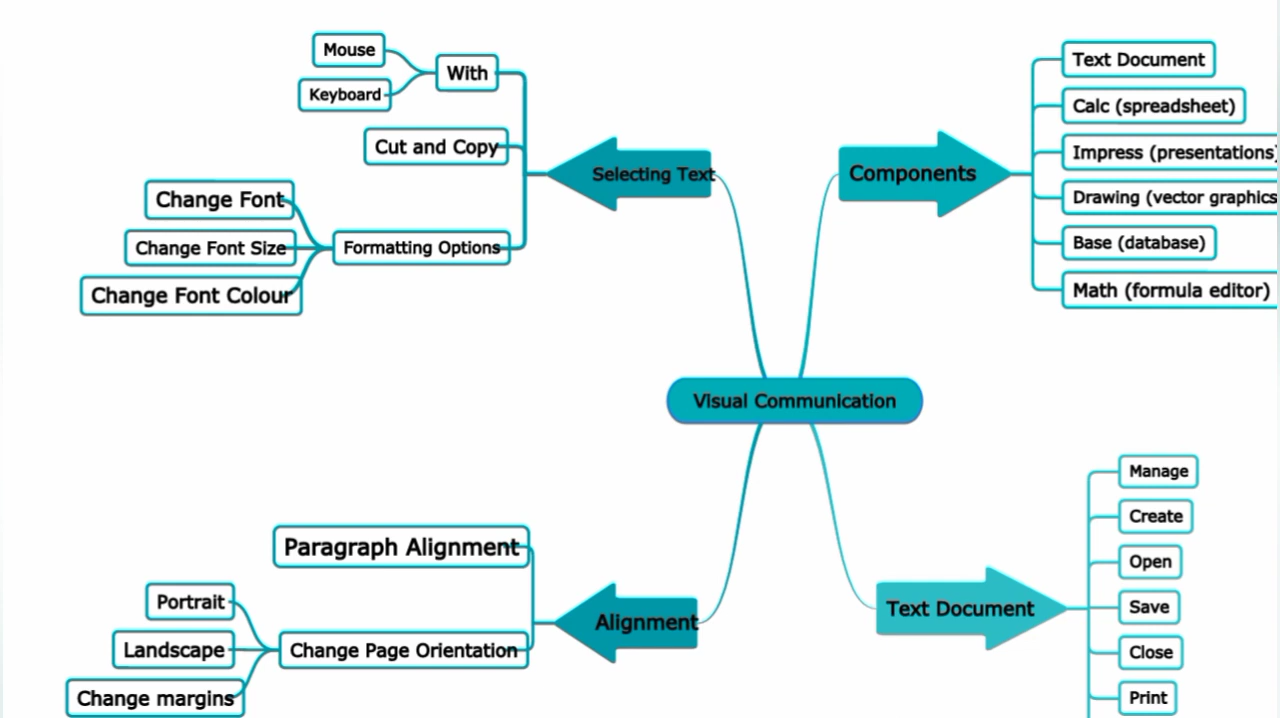 Mouse
Keyboard
With
Cut and Copy
Change Font
Change Font Size
Change Font Colour
Formatting Options
Selecting Text
Components
Text Document
Calc (spreadsheet)
Impress (presentations)
Drawing (vector graphics
Base (database)
Math (formula editor)
Visual Communication
Paragraph Alignment
Portrait
Landscape
Change margins
Change Page Orientation
Alignment
Text Document
Manage
Create
Open
Save
Close
Print